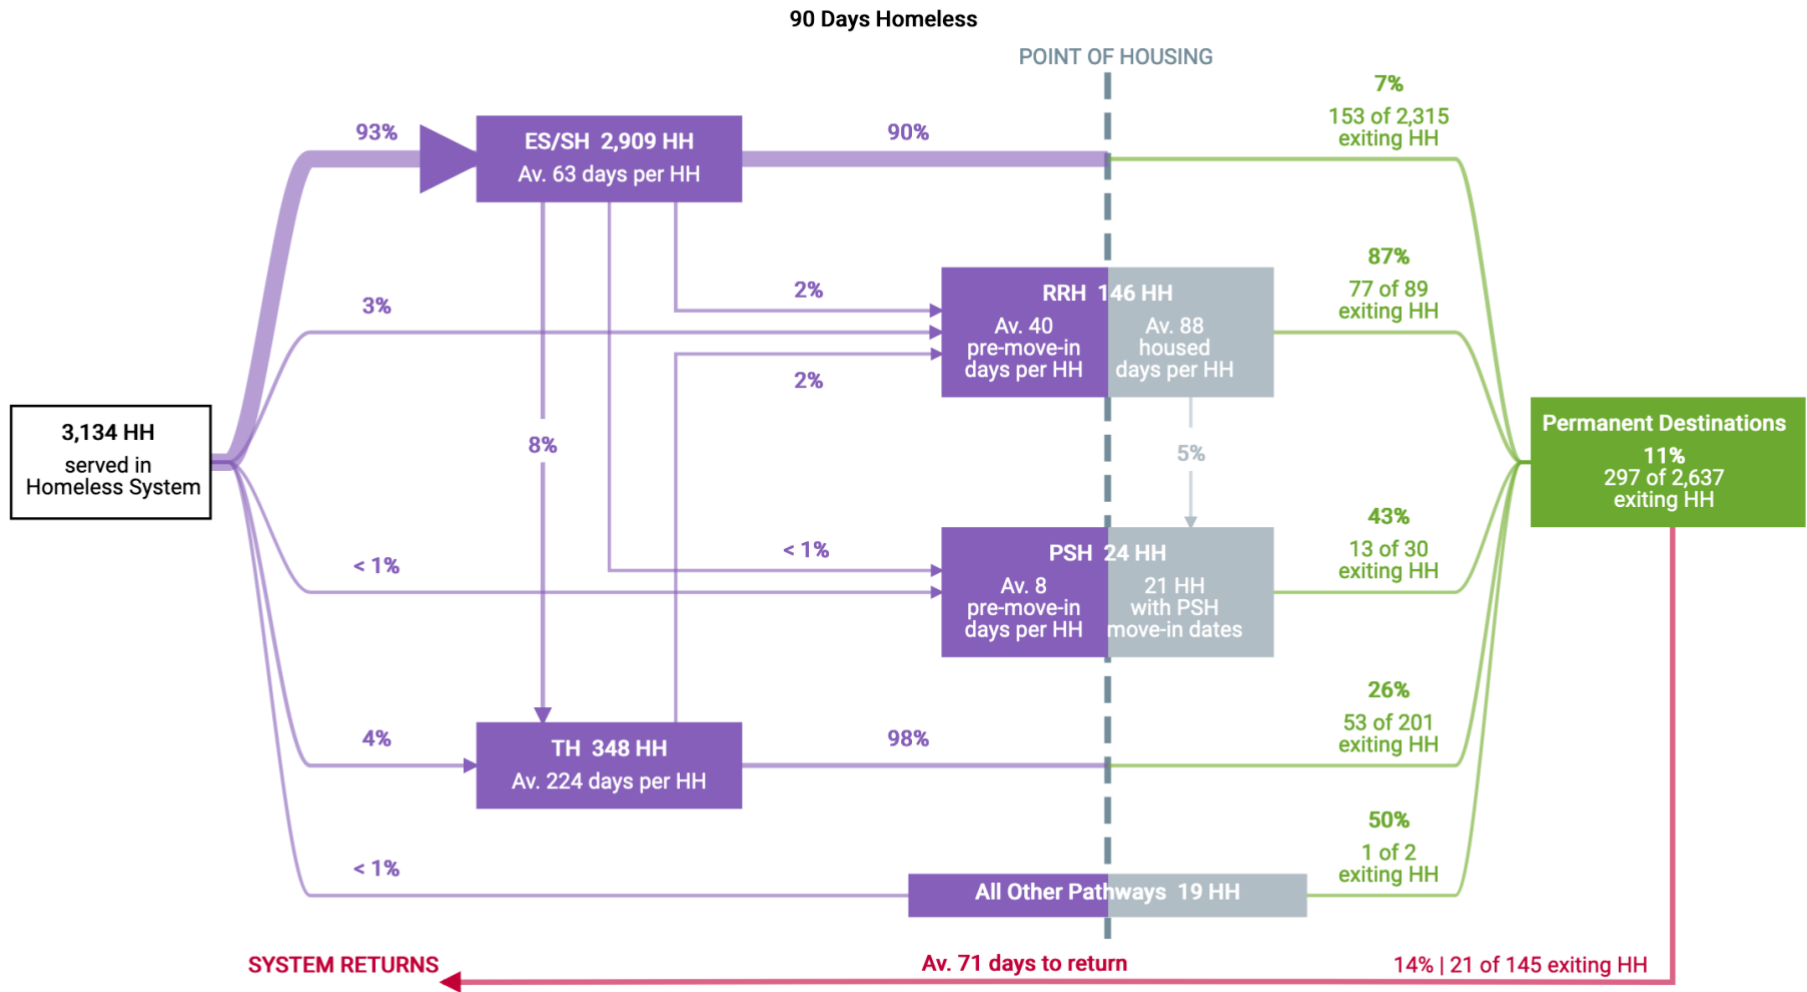 90 Days Homeless
POINT OF HOUSING
93%
ES/SH 2,909 HH
Av. 63 days per HH
90%
7%
153 of 2,315
exiting HH
3%
2%
2%
RRH 146 HH
Av. 40
pre-move-in
days per HH
Av. 88
housed
days per HH
87%
77 of 89
exiting HH
3,134 HH
served in
Homeless System
8%
5%
Permanent Destinations
11%
297 of 2,637
exiting HH
< 1%
< 1%
PSH 24 HH
Av. 8
pre-move-in
days per HH
21 HH
with PSH
move-in dates
43%
13 of 30
exiting HH
4%
TH 348 HH
Av. 224 days per HH
98%
26%
53 of 201
exiting HH
< 1%
All Other Pathways 19 HH
50%
1 of 2
exiting HH
SYSTEM RETURNS
Av. 71 days to return
14% | 21 of 145 exiting HH